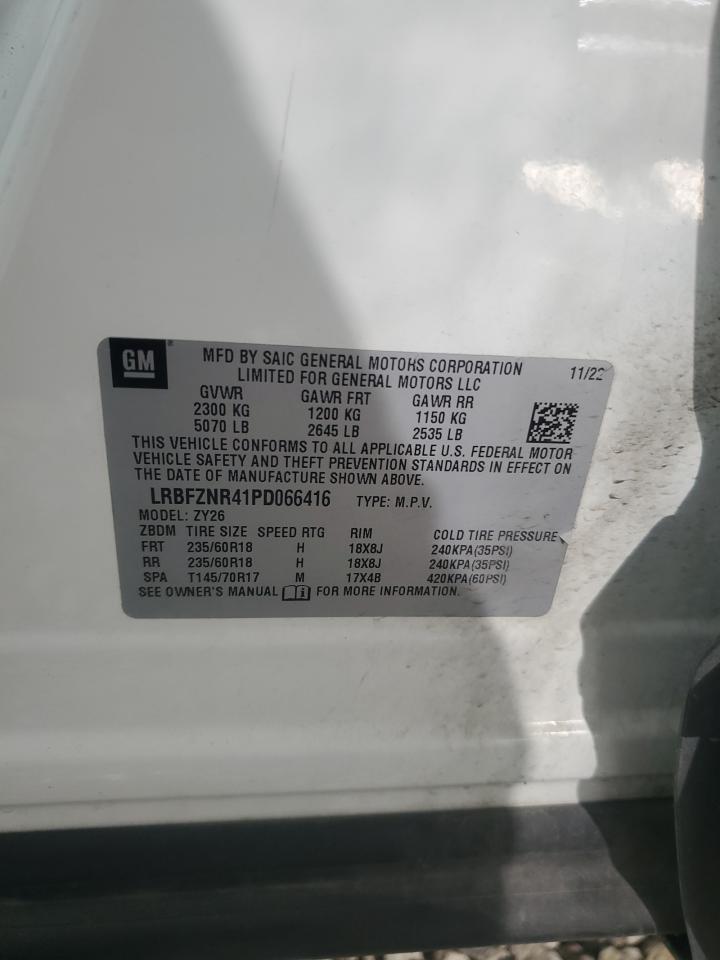 GM
MFD BY SAIC GENERAL MOTORS CORPORATION
LIMITED FOR GENERAL MOTORS LLC
11/22
GVWR GAWR FRT GAWR RR
2300 KG 1200 KG 1150 KG
5070 LB 2645 LB 2535 LB
THIS VEHICLE CONFORMS TO ALL APPLICABLE U.S. FEDERAL MOTOR
VEHICLE SAFETY AND THEFT PREVENTION STANDARDS IN EFFECT ON
THE DATE OF MANUFACTURE SHOWN ABOVE.
LRBFZNR41PD066416 TYPE: M.P.V.
MODEL: ZY26
ZBDM TIRE SIZE SPEED RTG RIM COLD TIRE PRESSURE
FRT 235/60R18 H 18X8J 240KPA(35PSI)
RR 235/60R18 H 18X8J 240KPA(35PSI)
SPA T145/70R17 M 17X4B 420KPA(60PSI)
SEE OWNER'S MANUAL FOR MORE INFORMATION.